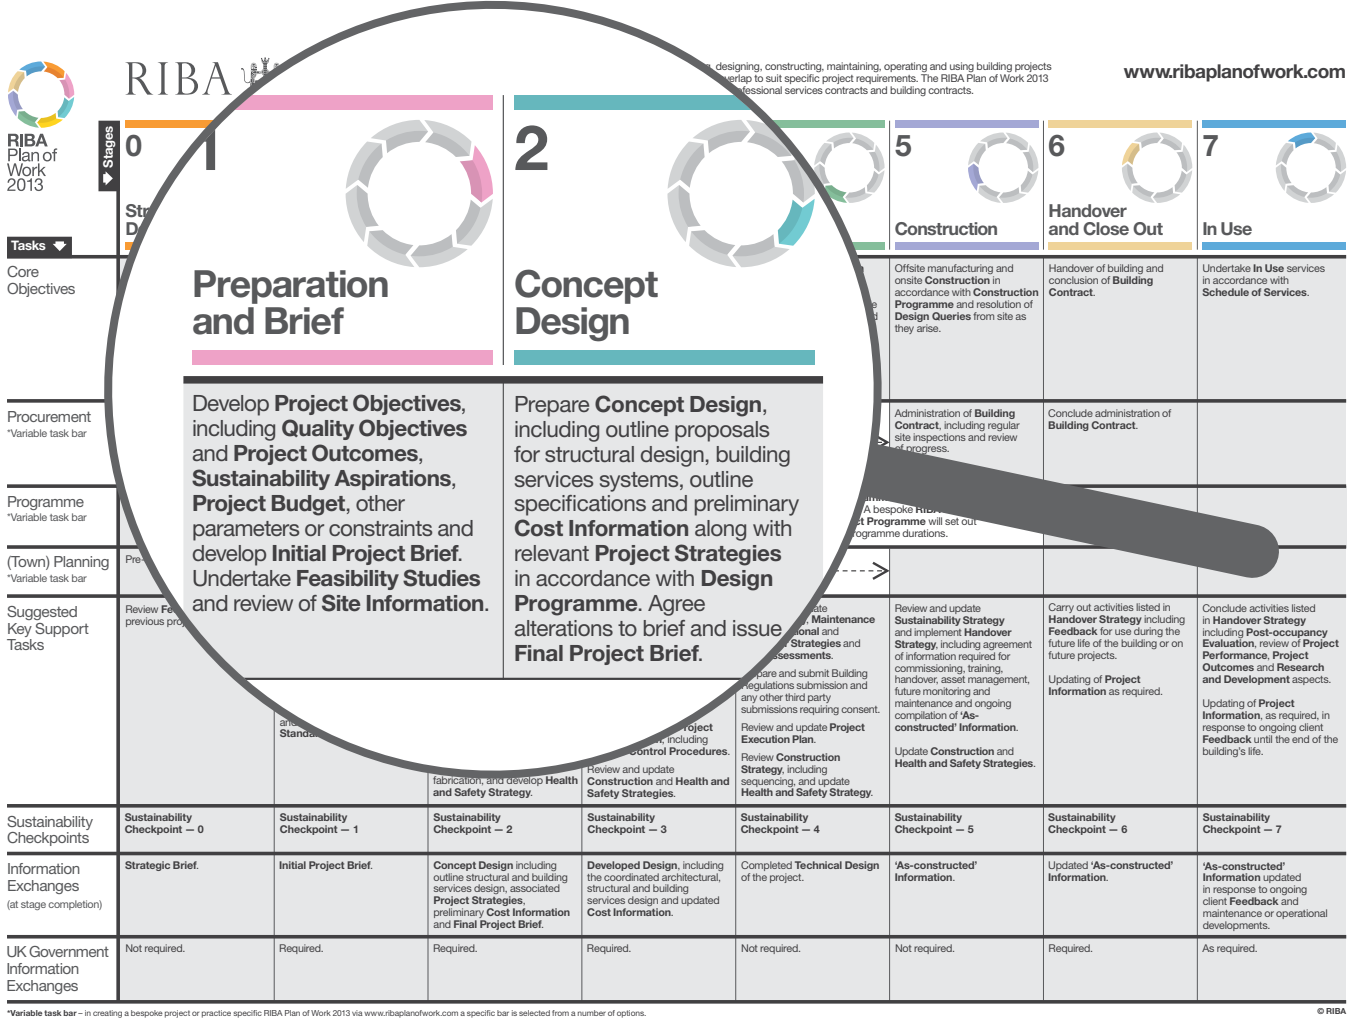 RIBA
designing, constructing, maintaining, operating and using building projects
overlap to suit specific project requirements. The RIBA Plan of Work 2013
professional services contracts and building contracts.
www.ribaplanofwork.com
RIBA
Plan of
Work
2013
Stages
Tasks
0
1
Preparation
and Brief
2
Concept
Design
5
Construction
6
Handover
and Close Out
7
In Use
Core
Objectives
Develop Project Objectives,
including Quality Objectives
and Project Outcomes,
Sustainability Aspirations,
Project Budget, other
parameters or constraints and
develop Initial Project Brief.
Undertake Feasibility Studies
and review of Site Information.
Prepare Concept Design,
including outline proposals
for structural design, building
services systems, outline
specifications and preliminary
Cost Information along with
relevant Project Strategies
in accordance with Design
Programme. Agree
alterations to brief and issue
Final Project Brief.
Offsite manufacturing and
onsite Construction in
accordance with Construction
Programme and resolution of
Design Queries from site as
they arise.
Handover of building and
conclusion of Building
Contract.
Undertake In Use services
in accordance with
Schedule of Services.
Procurement
*Variable task bar
Administration of Building
Contract, including regular
site inspections and review
of progress.
Conclude administration of
Building Contract.
Programme
*Variable task bar
A bespoke RIBA
Programme will set out
programme durations.
(Town) Planning
*Variable task bar
Pre-
Suggested
Key Support
Tasks
Review
previous
and
fabrication, and develop Health
and Safety Strategy.
including
Control Procedures.
Review and update
Construction and Health and
Safety Strategies.
Maintenance
and
Strategies and
Assessments.
Prepare and submit Building
Regulations submission and
any other third party
submissions requiring consent.
Review and update Project
Execution Plan.
Review Construction
Strategy, including
sequencing, and update
Health and Safety Strategy.
Review and update
Sustainability Strategy
and implement Handover
Strategy, including agreement
of information required for
commissioning, training,
handover, asset management,
future monitoring and
maintenance and ongoing
compilation of ‘As-
constructed’ Information.
Update Construction and
Health and Safety Strategies.
Carry out activities listed in
Handover Strategy including
Feedback for use during the
future life of the building or on
future projects.
Updating of Project
Information as required.
Conclude activities listed
in Handover Strategy
including Post-occupancy
Evaluation, review of Project
Performance, Project
Outcomes and Research
and Development aspects.
Updating of Project
Information, as required, in
response to ongoing client
Feedback until the end of the
building’s life.
Sustainability
Checkpoints
Sustainability
Checkpoint — 0
Sustainability
Checkpoint — 1
Sustainability
Checkpoint — 2
Sustainability
Checkpoint — 3
Sustainability
Checkpoint — 4
Sustainability
Checkpoint — 5
Sustainability
Checkpoint — 6
Sustainability
Checkpoint — 7
Information
Exchanges
(at stage completion)
Strategic Brief.
Initial Project Brief.
Concept Design including
outline structural and building
services design, associated
Project Strategies,
preliminary Cost Information
and Final Project Brief.
Developed Design, including
the coordinated architectural,
structural and building
services design and updated
Cost Information.
Completed Technical Design
of the project.
‘As-constructed’
Information.
Updated ‘As-constructed’
Information.
‘As-constructed’
Information updated
in response to ongoing
client Feedback and
maintenance or operational
developments.
UK Government
Information
Exchanges
Not required.
Required.
Required.
Required.
Not required.
Not required.
Required.
As required.
*Variable task bar – in creating a bespoke project or practice specific RIBA Plan of Work 2013 via www.ribaplanofwork.com a specific bar is selected from a number of options.
© RIBA